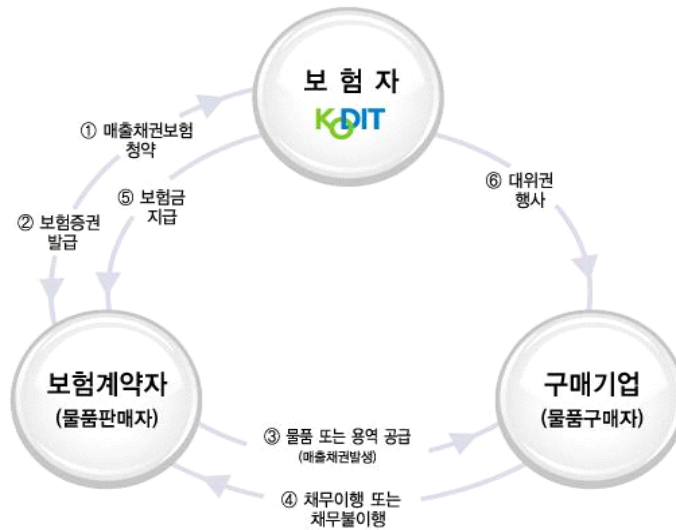 보 험 자
KODIT
① 매출채권보험
청약
⑤ 보험금
지급
② 보험증권
발급
⑥ 대위권
행사
보험계약자
(물품판매자)
구매기업
(물품구매자)
③ 물품 또는 용역 공급
(매출채권발생)
④ 채무이행 또는
채무불이행